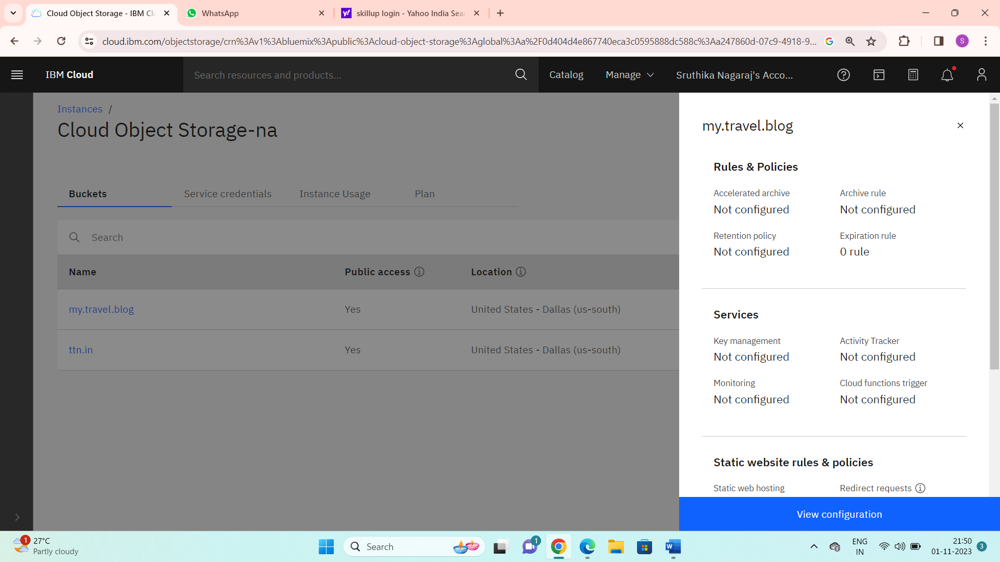 Cloud Object Storage - IBM Cl
WhatsApp
skillup login - Yahoo India Sear
cloud.ibm.com/objectstorage/crn%3Av1%3Abluemix%3Apublic%3Acloud-object-storage%3Aglobal%3Aa%2F0d404d4e867740eca3c0595888dc588c%3Aa247860d-07c9-4918-9...
S
IBM Cloud
Search resources and products...
Catalog
Manage
Sruthika Nagaraj's Acco...
Instances /
Cloud Object Storage-na
Buckets
Service credentials
Instance Usage
Plan
Search
Name
Public access
Location
my.travel.blog
Yes
United States - Dallas (us-south)
ttn.in
Yes
United States - Dallas (us-south)
my.travel.blog
Rules & Policies
Accelerated archive
Archive rule
Not configured
Not configured
Retention policy
Expiration rule
Not configured
0 rule
Services
Key management
Activity Tracker
Not configured
Not configured
Monitoring
Cloud functions trigger
Not configured
Not configured
Static website rules & policies
Static web hosting
Redirect requests
View configuration
1
27°C
Partly cloudy
Search
1
W
ENG
IN
21:50
01-11-2023
3